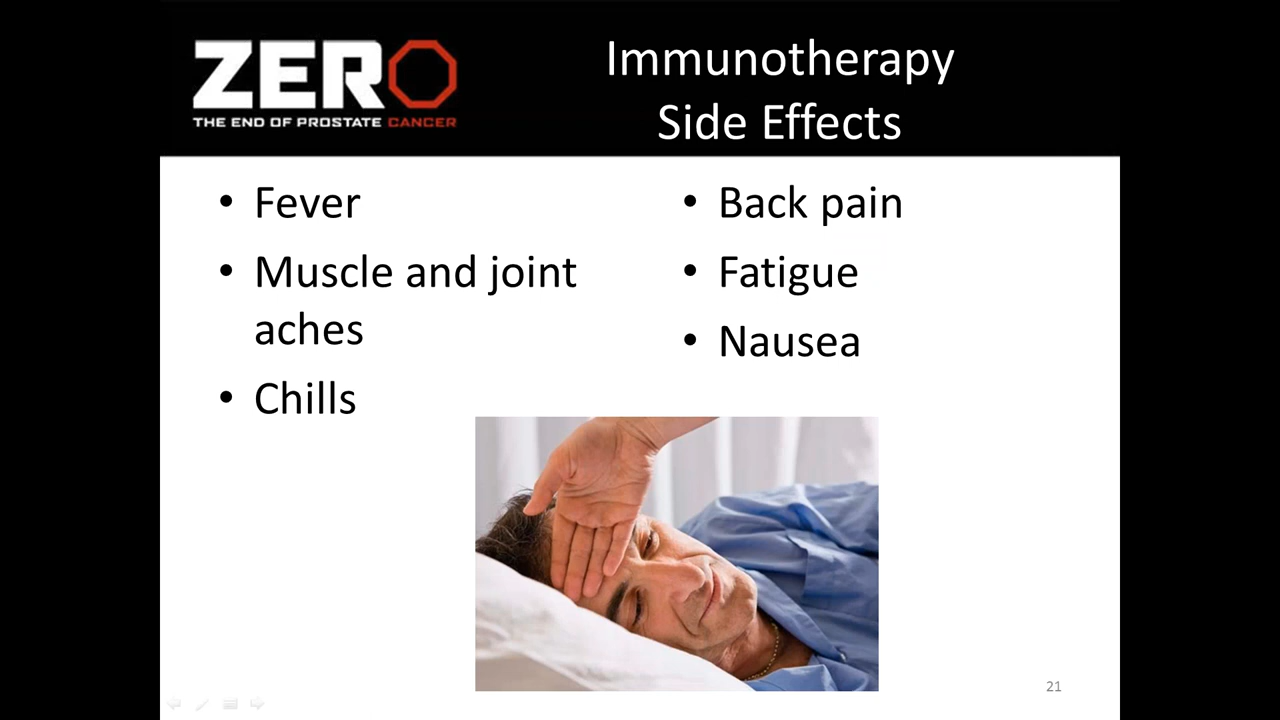 ZERO
THE END OF PROSTATE CANCER
Immunotherapy
Side Effects
• Fever
• Muscle and joint
aches
• Chills
• Back pain
• Fatigue
• Nausea
21